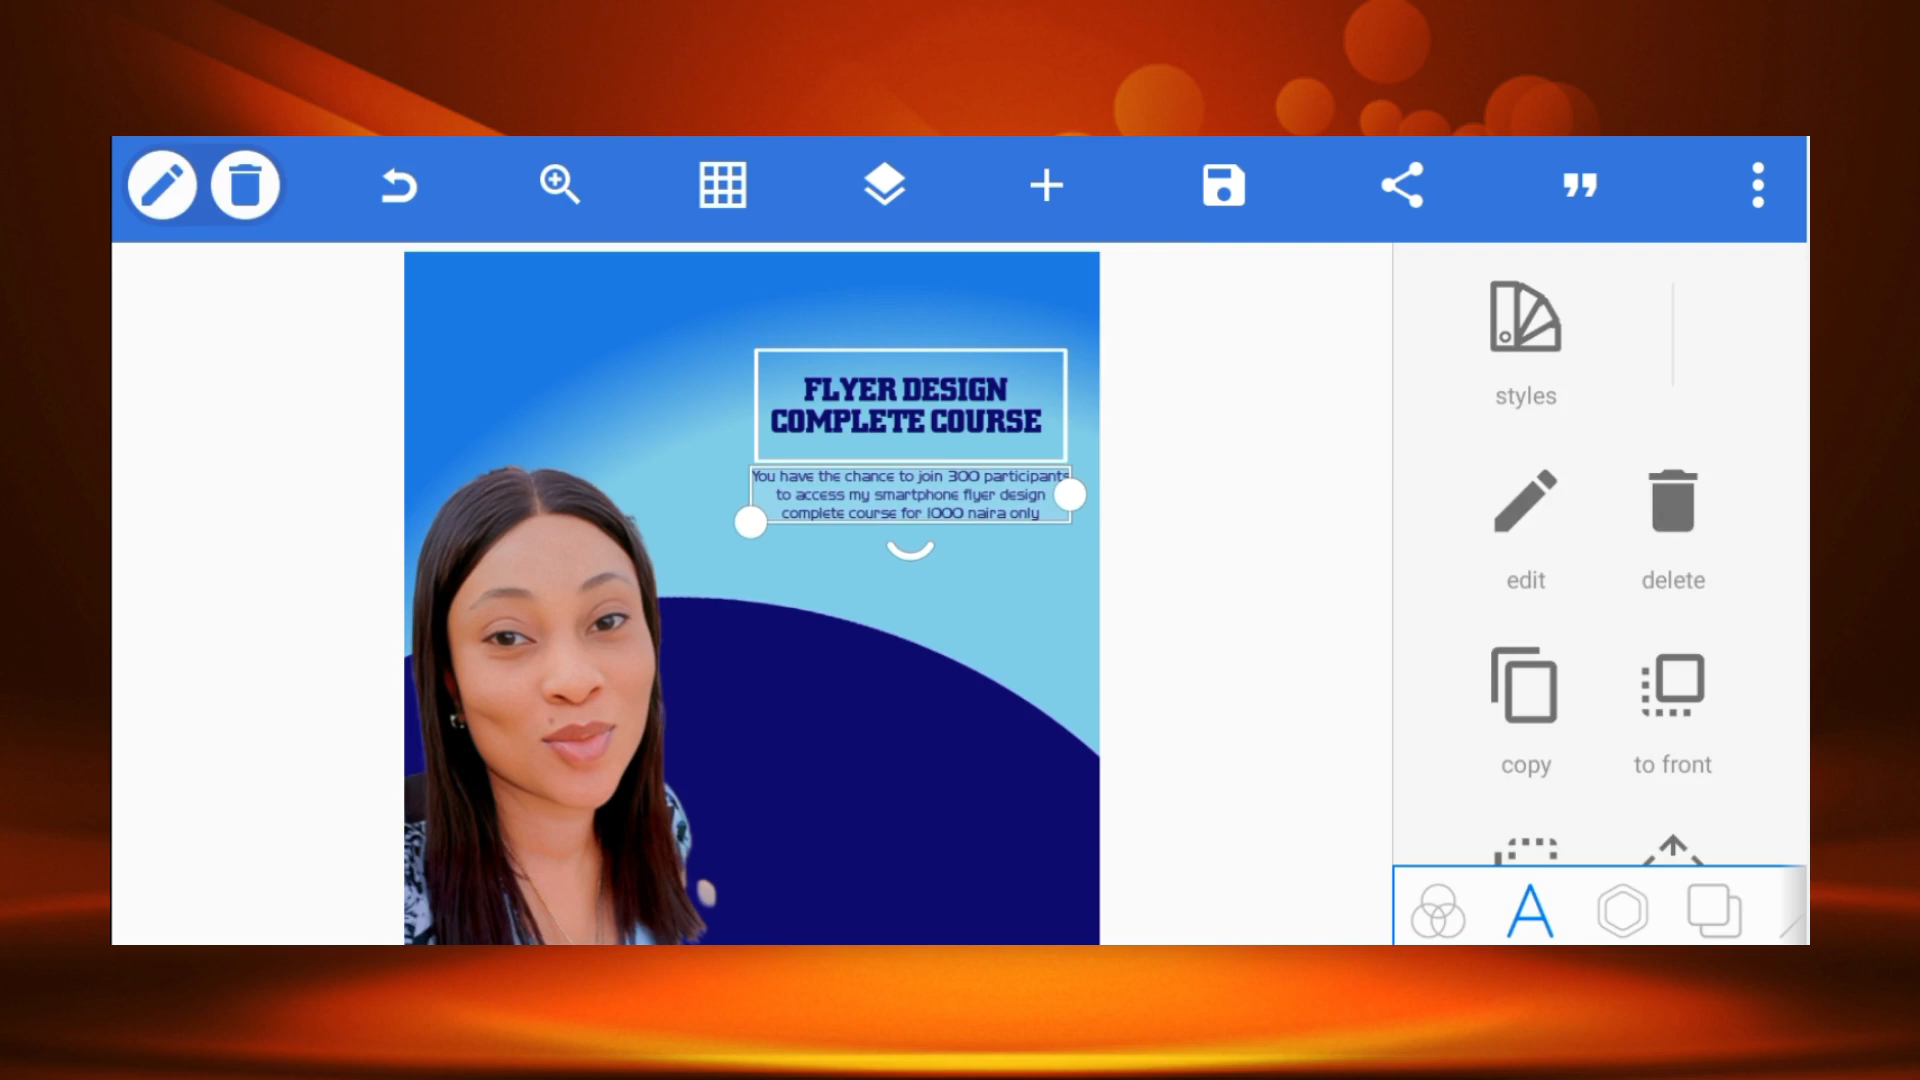 FLYER DESIGN
COMPLETE COURSE
You have the chance to join 300 participants
to access my smartphone flyer design
complete course for 1000 naira only
styles
edit
delete
copy
to front